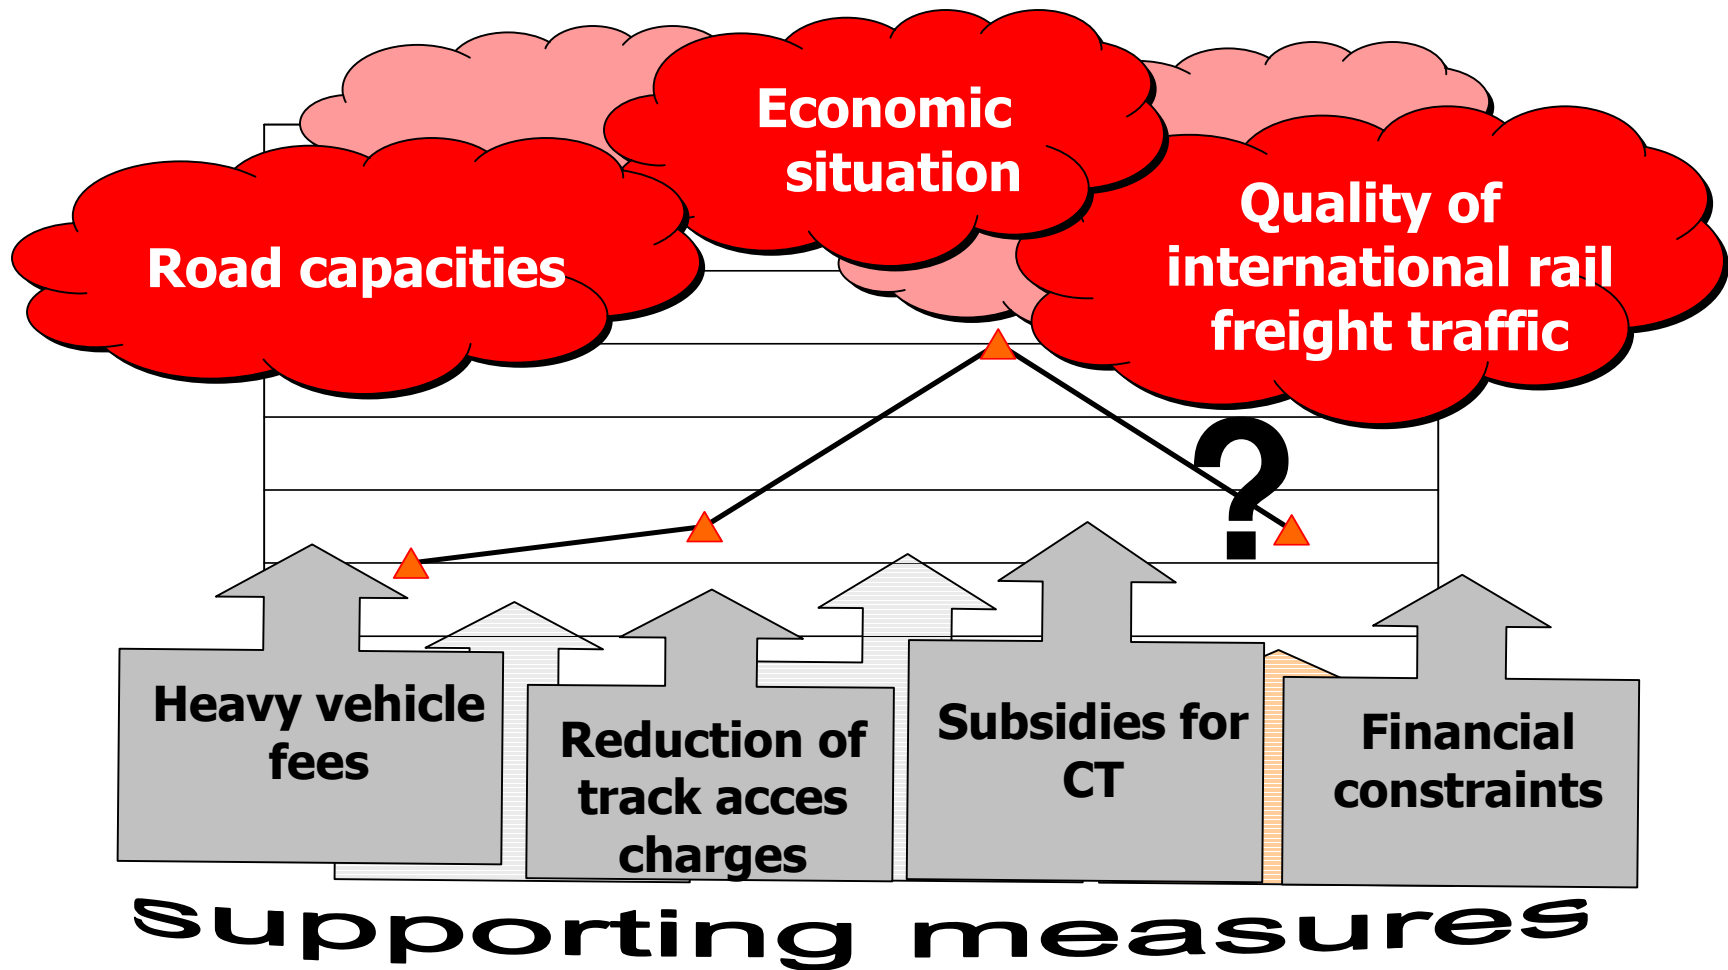 Economic
situation
Road capacities
Quality of
international rail
freight traffic
?
Heavy vehicle
fees
Reduction of
track acces
charges
Subsidies for
CT
Financial
constraints
supporting measures